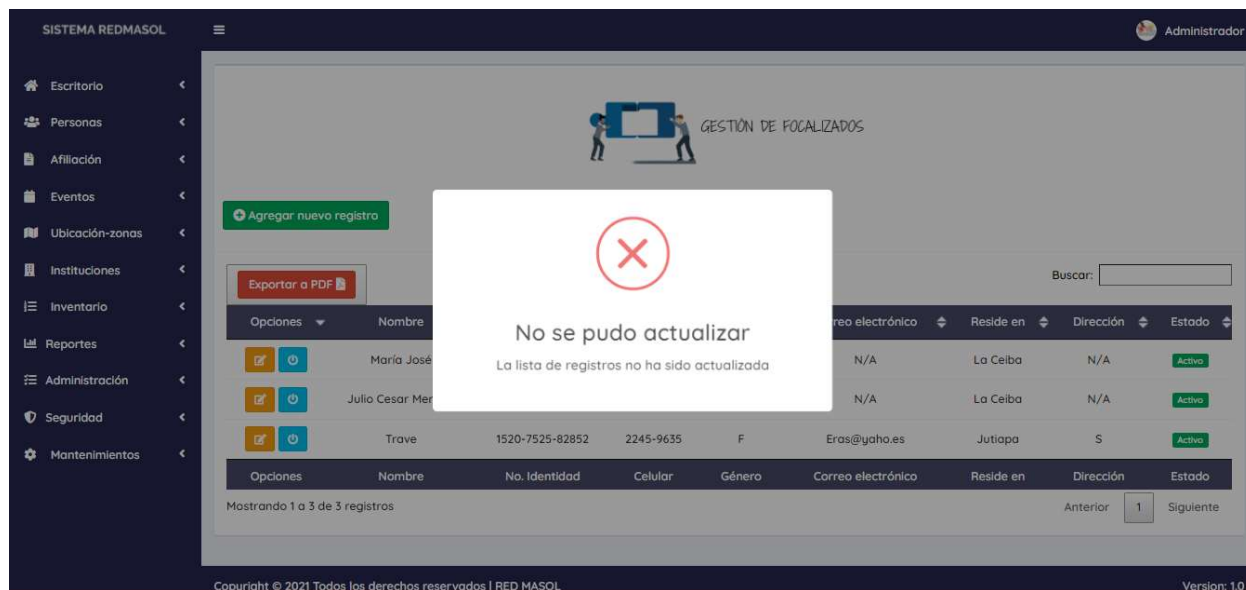 SISTEMA REDMASOL
Administrador
Escritorio
Personas
Afiliación
Eventos
Ubicación-zonas
Instituciones
Inventario
Reportes
Administración
Seguridad
Mantenimientos
GESTIÓN DE FOCALIZADOS
Agregar nuevo registro
Exportar a PDF
Buscar:
No se pudo actualizar
La lista de registros no ha sido actualizada
Opciones Nombre reo electrónico Reside en Dirección Estado
María José N/A La Ceiba N/A Activo
Julio Cesar Mer N/A La Ceiba N/A Activo
Trave 1520-7525-82852 2245-9635 F Eras@yaho.es Jutiapa S Activo
Opciones Nombre No. Identidad Celular Género Correo electrónico Reside en Dirección Estado
Mostrando 1 a 3 de 3 registros
Anterior 1 Siguiente
Copyright © 2021 Todos los derechos reservados | RED MASOL
Version: 1.0